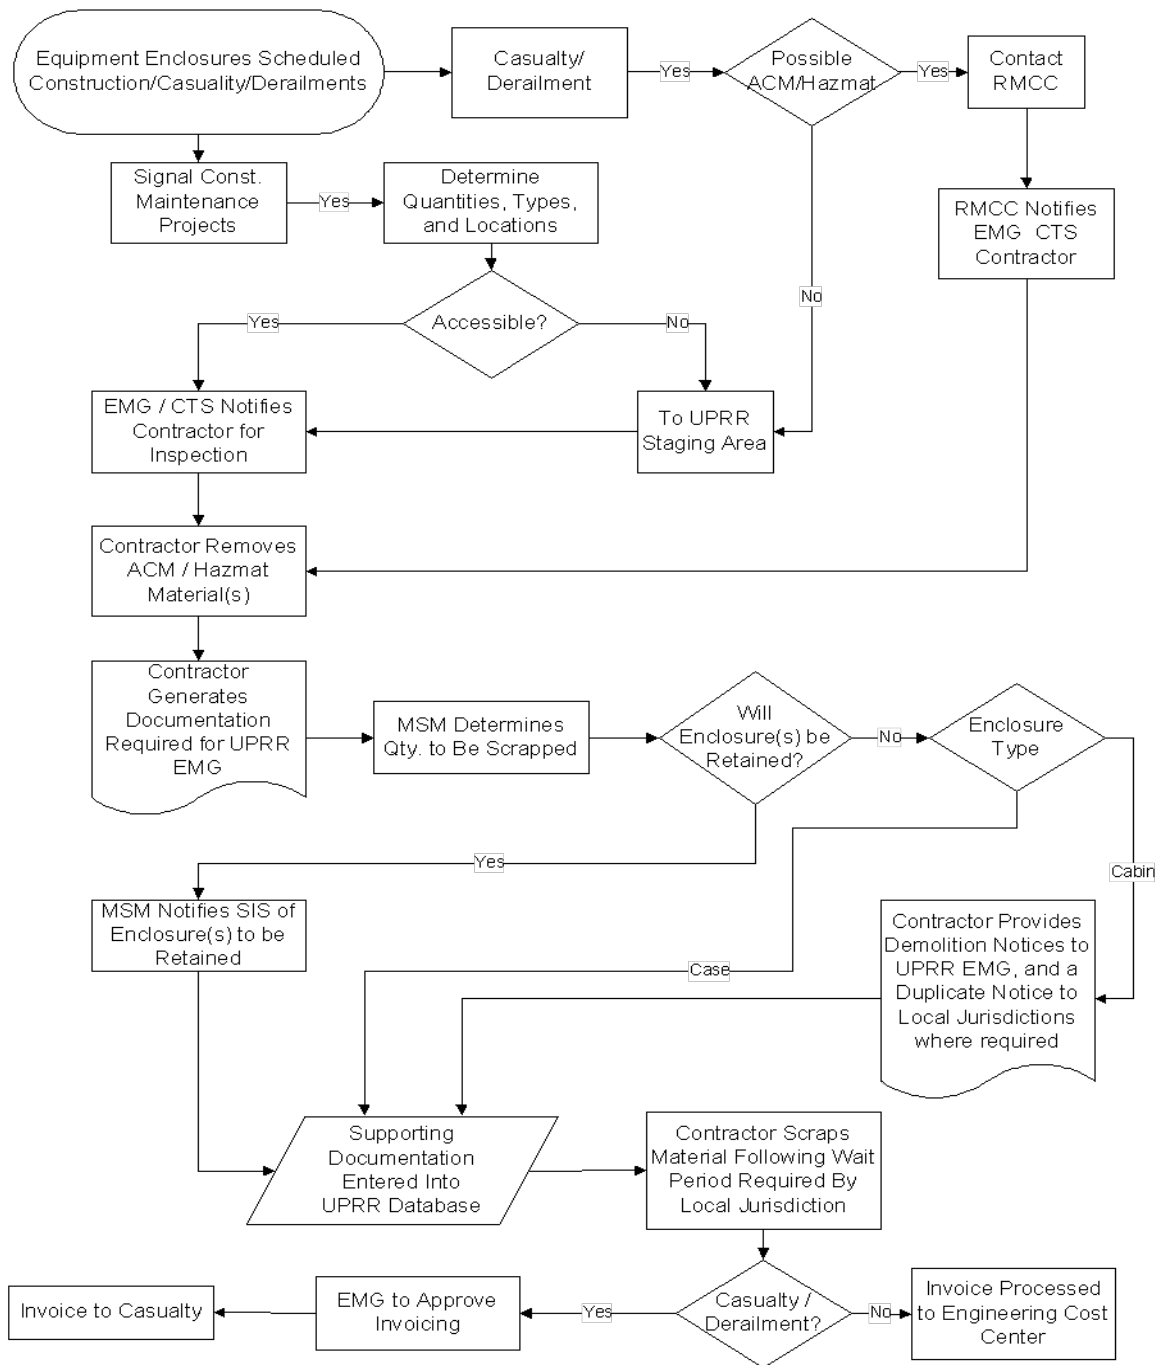 Equipment Enclosures Scheduled
Construction/Casuality/Derailments
Casualty/
Derailment
Yes
Possible
ACM/Hazmat
Yes
Contact
RMCC
Signal Const.
Maintenance
Projects
Yes
Determine
Quantities, Types,
and Locations
RMCC Notifies
EMG CTS
Contractor
No
Accessible?
Yes
No
EMG / CTS Notifies
Contractor for
Inspection
To UPRR
Staging Area
Contractor Removes
ACM / Hazmat
Material(s)
Contractor
Generates
Documentation
Required for UPRR
EMG
MSM Determines
Qty. to Be Scrapped
Will
Enclosure(s) be
Retained?
No
Enclosure
Type
Yes
Cabin
MSM Notifies SIS of
Enclosure(s) to be
Retained
Case
Contractor Provides
Demolition Notices to
UPRR EMG, and a
Duplicate Notice to
Local Jurisdictions
where required
Supporting
Documentation
Entered Into
UPRR Database
Contractor Scraps
Material Following Wait
Period Required By
Local Jurisdiction
Invoice to Casualty
EMG to Approve
Invoicing
Yes
Casualty /
Derailment?
No
Invoice Processed
to Engineering Cost
Center